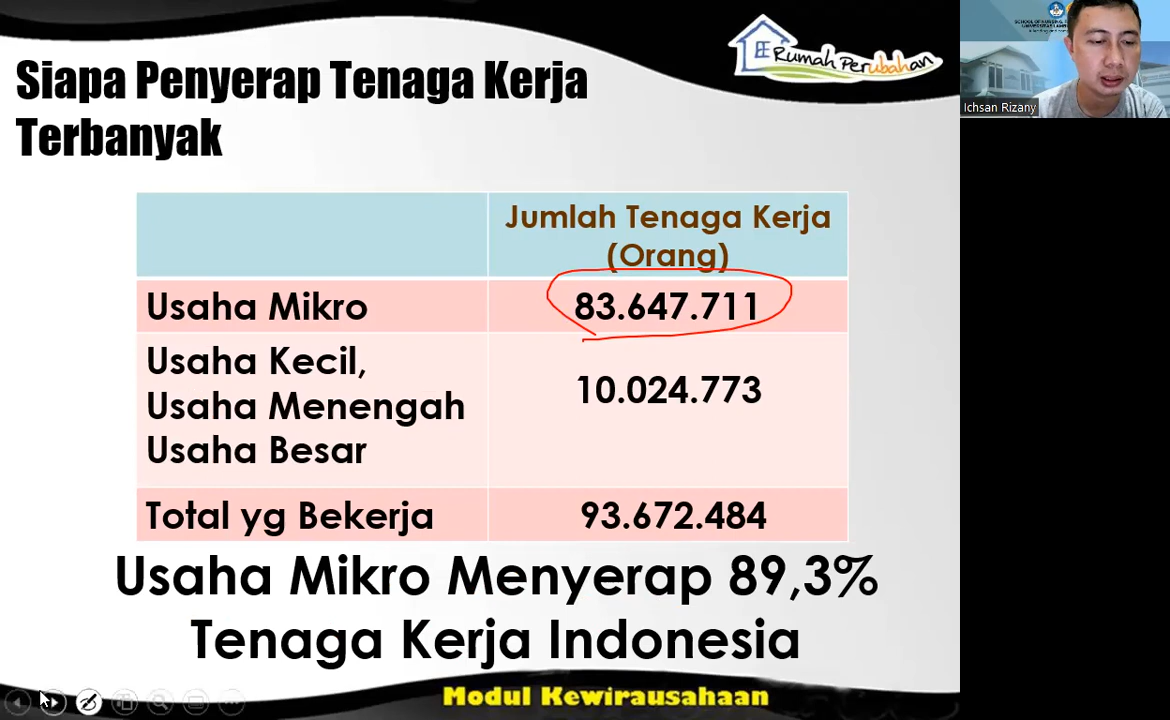 Siapa Penyerap Tenaga Kerja
Terbanyak
Rumah Perubahan
Ichsan Rizany
Jumlah Tenaga Kerja
(Orang)
Usaha Mikro
83.647.711
Usaha Kecil,
Usaha Menengah
Usaha Besar
10.024.773
Total yg Bekerja
93.672.484
Usaha Mikro Menyerap 89,3%
Tenaga Kerja Indonesia
Modul Kewirausahaan